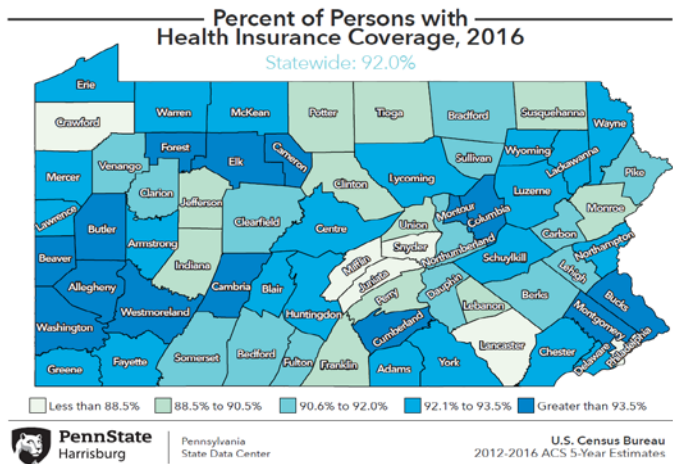 Percent of Persons with
Health Insurance Coverage, 2016
Statewide: 92.0%
Erie
Crawford
Warren
McKean
Potter
Tioga
Bradford
Susquehanna
Wayne
Forest
Elk
Cameron
Venango
Mercer
Clarion
Jefferson
Clinton
Lycoming
Sullivan
Wyoming
Lackawanna
Pike
Luzerne
Monroe
Lawrence
Butler
Armstrong
Clearfield
Centre
Union
Montour
Columbia
Carbon
Northampton
Snyder
Northumberland
Schuylkill
Lehigh
Beaver
Indiana
Mifflin
Juniata
Allegheny
Cambria
Blair
Huntingdon
Perry
Dauphin
Lebanon
Berks
Bucks
Westmoreland
Washington
Cumberland
Montgomery
Greene
Fayette
Somerset
Bedford
Fulton
Franklin
Adams
York
Lancaster
Chester
Delaware
Philadelphia
Less than 88.5%
88.5% to 90.5%
90.6% to 92.0%
92.1% to 93.5%
Greater than 93.5%
PennState
Harrisburg
Pennsylvania
State Data Center
U.S. Census Bureau
2012-2016 ACS 5-Year Estimates